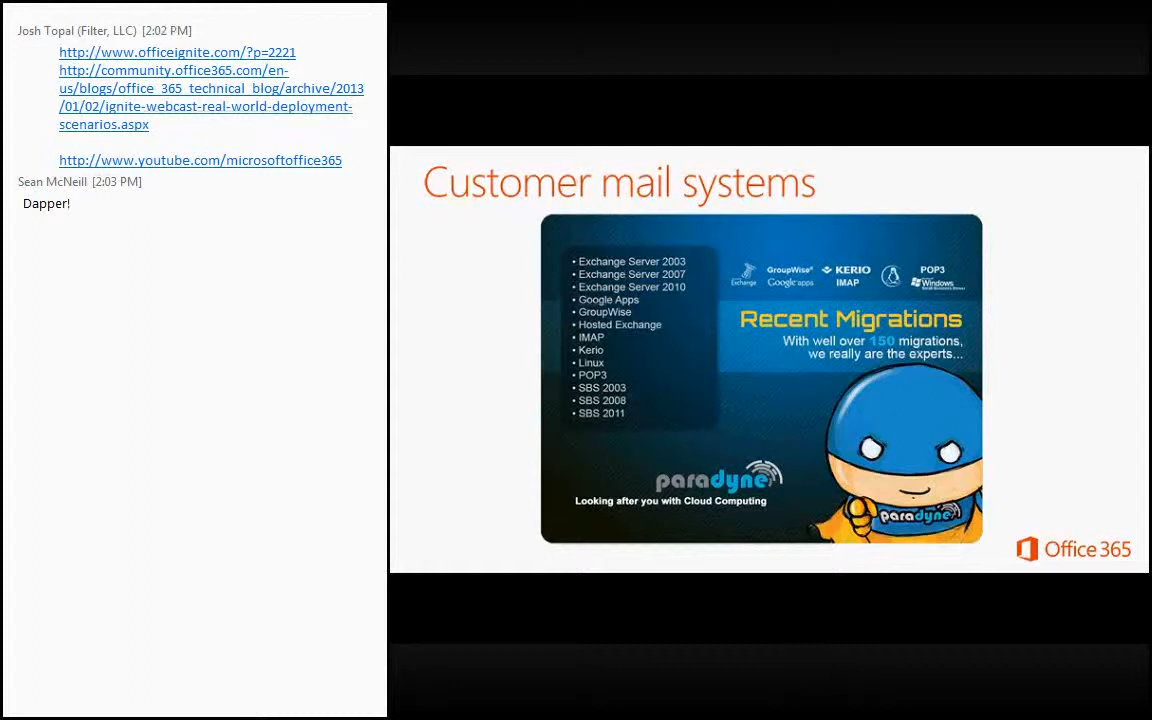 Josh Topal (Filter, LLC) [2:02 PM]
http://www.officeignite.com/?p=2221
http://community.office365.com/en-
us/blogs/office_365_technical_blog/archive/2013
/01/02/ignite-webcast-real-world-deployment-
scenarios.aspx
http://www.youtube.com/microsoftoffice365
Sean McNeill [2:03 PM]
Dapper!
Customer mail systems
• Exchange Server 2003
• Exchange Server 2007
• Exchange Server 2010
• Google Apps
• GroupWise
• Hosted Exchange
• IMAP
• Kerio
• Linux
• POP3
• SBS 2003
• SBS 2008
• SBS 2011
Exchange
GroupWise®
Google apps
KERIO
IMAP
POP3
Windows
Recent Migrations
With well over 150 migrations,
we really are the experts...
paradyne
Looking after you with Cloud Computing
paradyne
Office 365